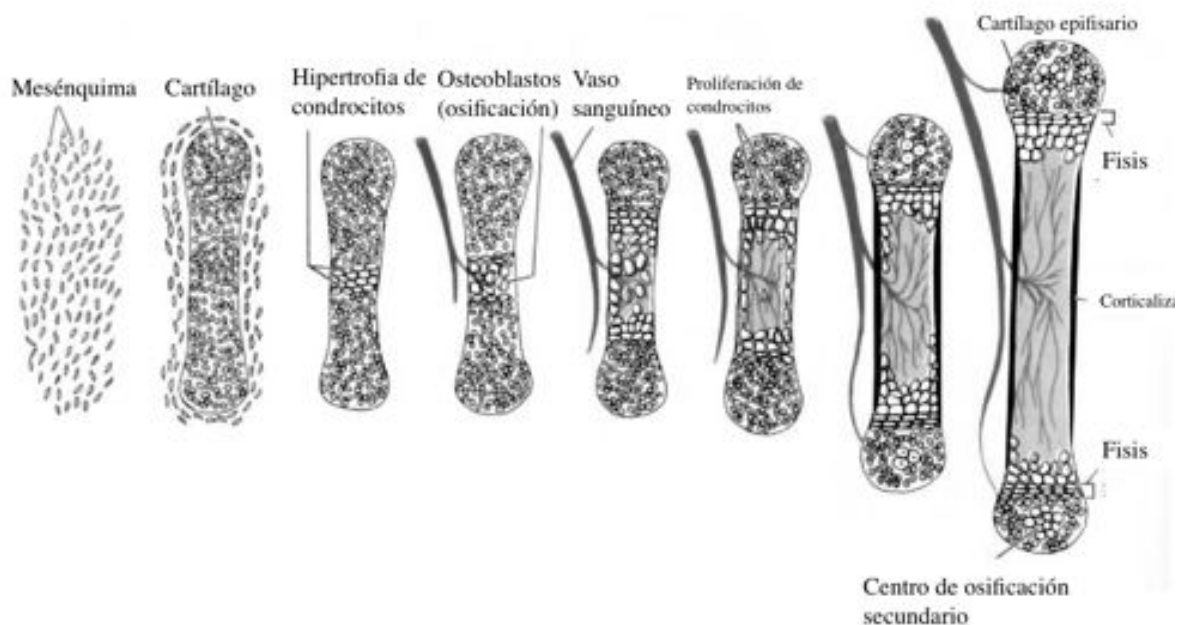 Mesénquima
Cartílago
Hipertrofia de
condrocitos
Osteoblastos
(osificación)
Vaso
sanguíneo
Proliferación de
condrocitos
Cartílago epifisario
Fisis
Corticaliza
Fisis
Centro de osificación
secundario